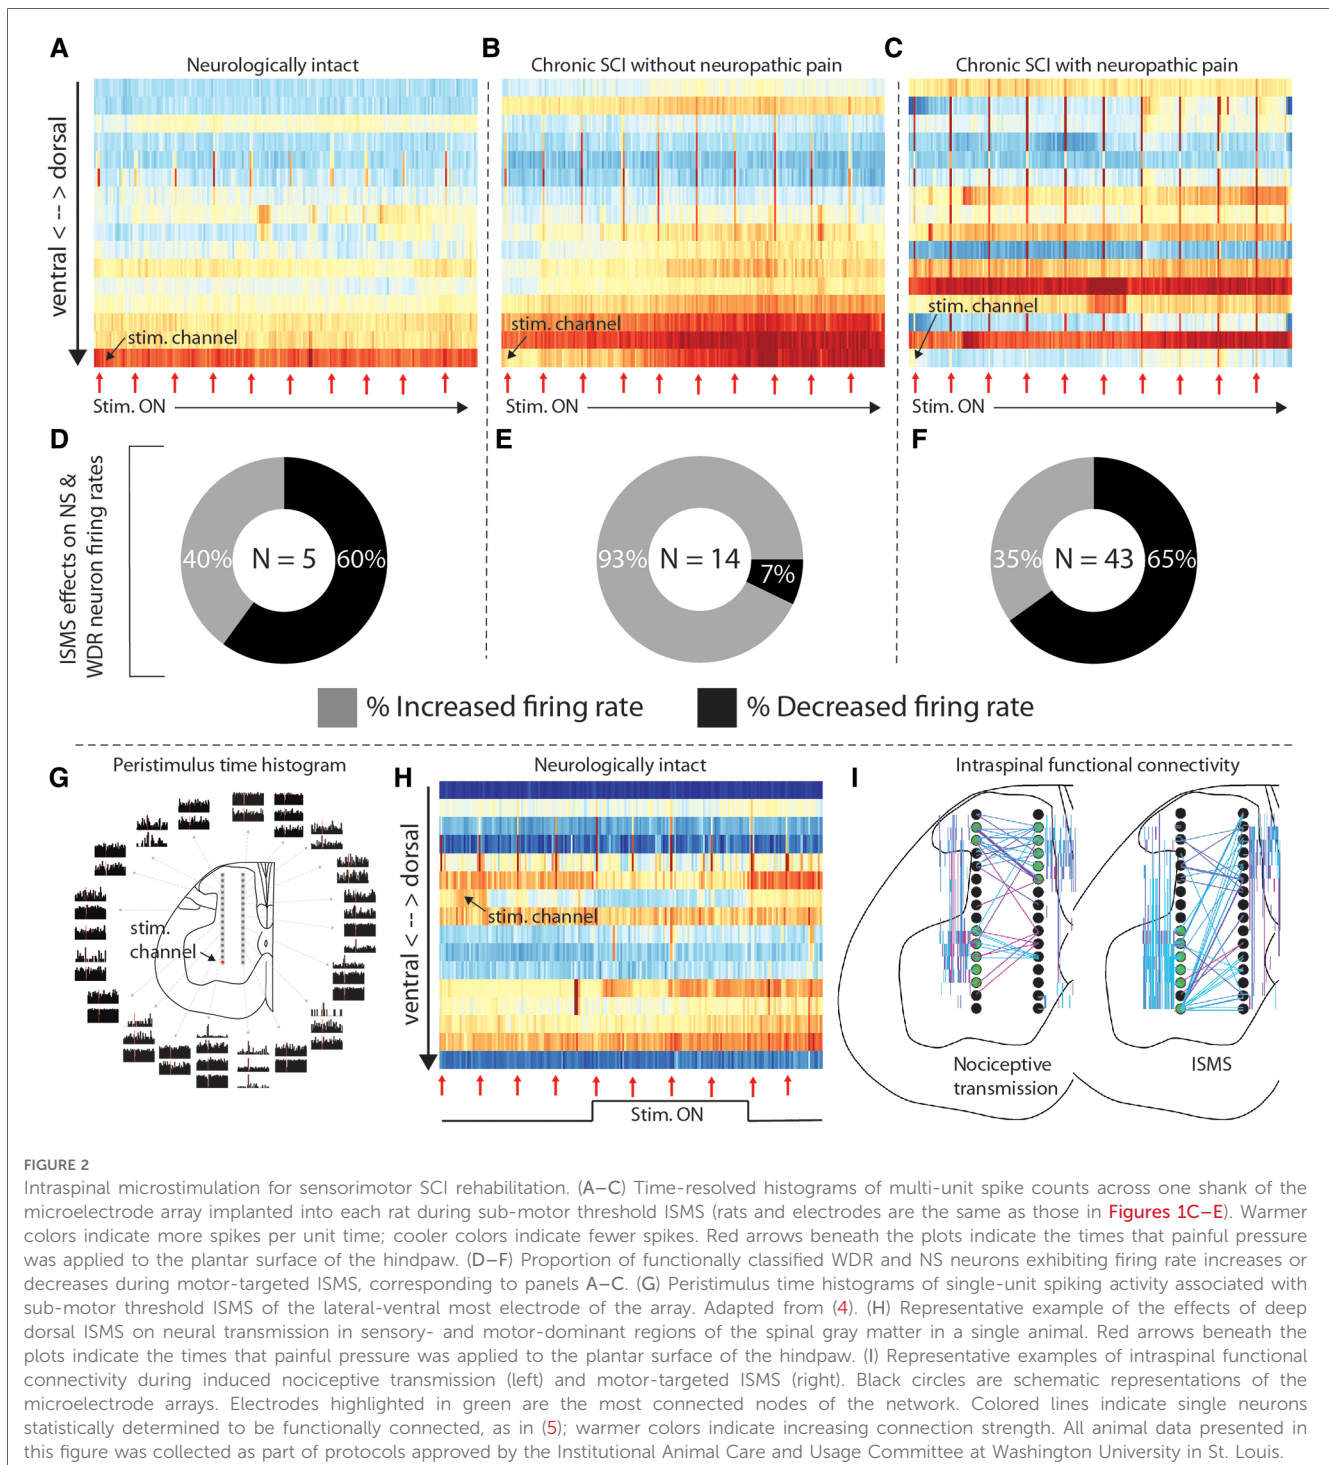 A
Neurologically intact
B
Chronic SCI without neuropathic pain
C
Chronic SCI with neuropathic pain
ventral < -- > dorsal
stim. channel
stim. channel
stim. channel
Stim. ON
Stim. ON
Stim. ON
D
E
F
ISMS effects on NS &
WDR neuron firing rates
40%
N = 5
60%
93%
N = 14
7%
35%
N = 43
65%
% Increased firing rate
% Decreased firing rate
G
Peristimulus time histogram
stim.
channel
H
Neurologically intact
ventral < -- > dorsal
stim. channel
Stim. ON
I
Intraspinal functional connectivity
Nociceptive
transmission
ISMS
FIGURE 2
Intraspinal microstimulation for sensorimotor SCI rehabilitation. (A–C) Time-resolved histograms of multi-unit spike counts across one shank of the
microelectrode array implanted into each rat during sub-motor threshold ISMS (rats and electrodes are the same as those in Figures 1C–E). Warmer
colors indicate more spikes per unit time; cooler colors indicate fewer spikes. Red arrows beneath the plots indicate the times that painful pressure
was applied to the plantar surface of the hindpaw. (D–F) Proportion of functionally classified WDR and NS neurons exhibiting firing rate increases or
decreases during motor-targeted ISMS, corresponding to panels A–C. (G) Peristimulus time histograms of single-unit spiking activity associated with
sub-motor threshold ISMS of the lateral-ventral most electrode of the array. Adapted from (4). (H) Representative example of the effects of deep
dorsal ISMS on neural transmission in sensory- and motor-dominant regions of the spinal gray matter in a single animal. Red arrows beneath the
plots indicate the times that painful pressure was applied to the plantar surface of the hindpaw. (I) Representative examples of intraspinal functional
connectivity during induced nociceptive transmission (left) and motor-targeted ISMS (right). Black circles are schematic representations of the
microelectrode arrays. Electrodes highlighted in green are the most connected nodes of the network. Colored lines indicate single neurons
statistically determined to be functionally connected, as in (5); warmer colors indicate increasing connection strength. All animal data presented in
this figure was collected as part of protocols approved by the Institutional Animal Care and Usage Committee at Washington University in St. Louis.